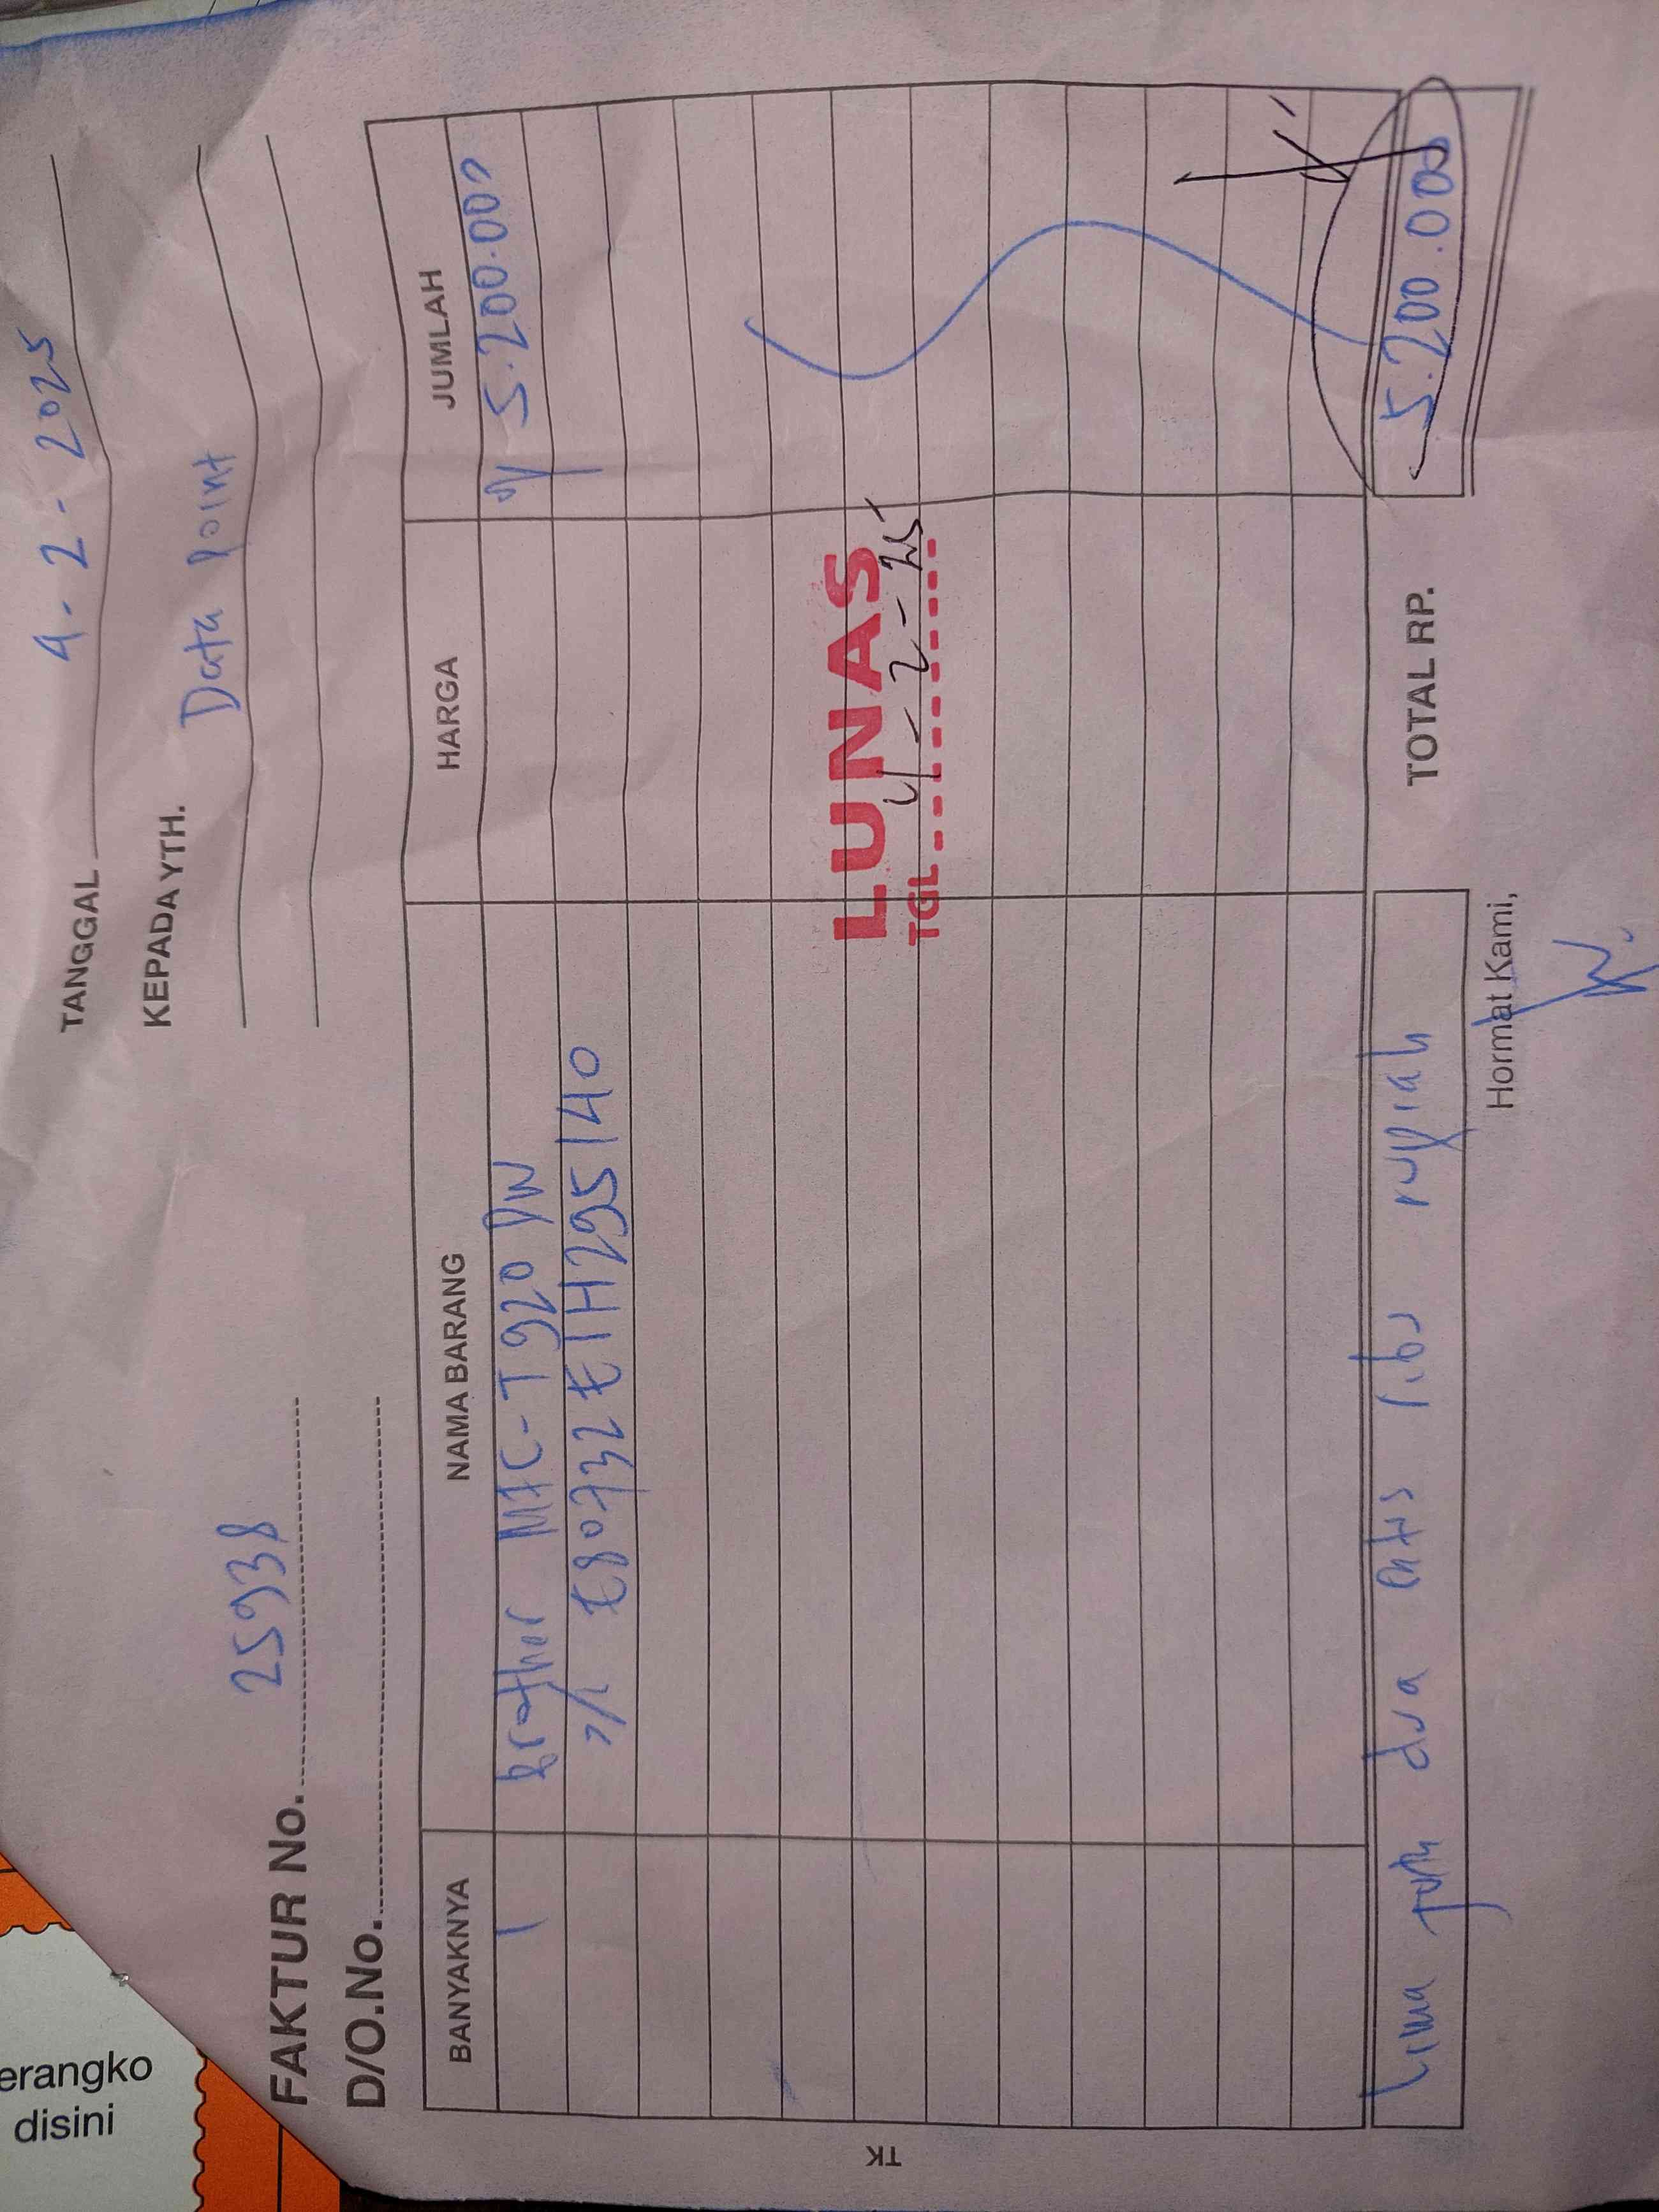 erangko
disini
TANGGAL 4 - 2 - 2025
KEPADA YTH.
Data Point
FAKTUR No. 25938
D/O.No.
BANYAKNYA NAMA BARANG HARGA JUMLAH
1 Brother MFC-T920 DW Rp 5.200.000
s/n E80732E1H295140
LUNAS
TGL 4 - 2 - 25
TK
lima juta dua ratus ribu rupiah TOTAL RP. 5.200.000
Hormat Kami,